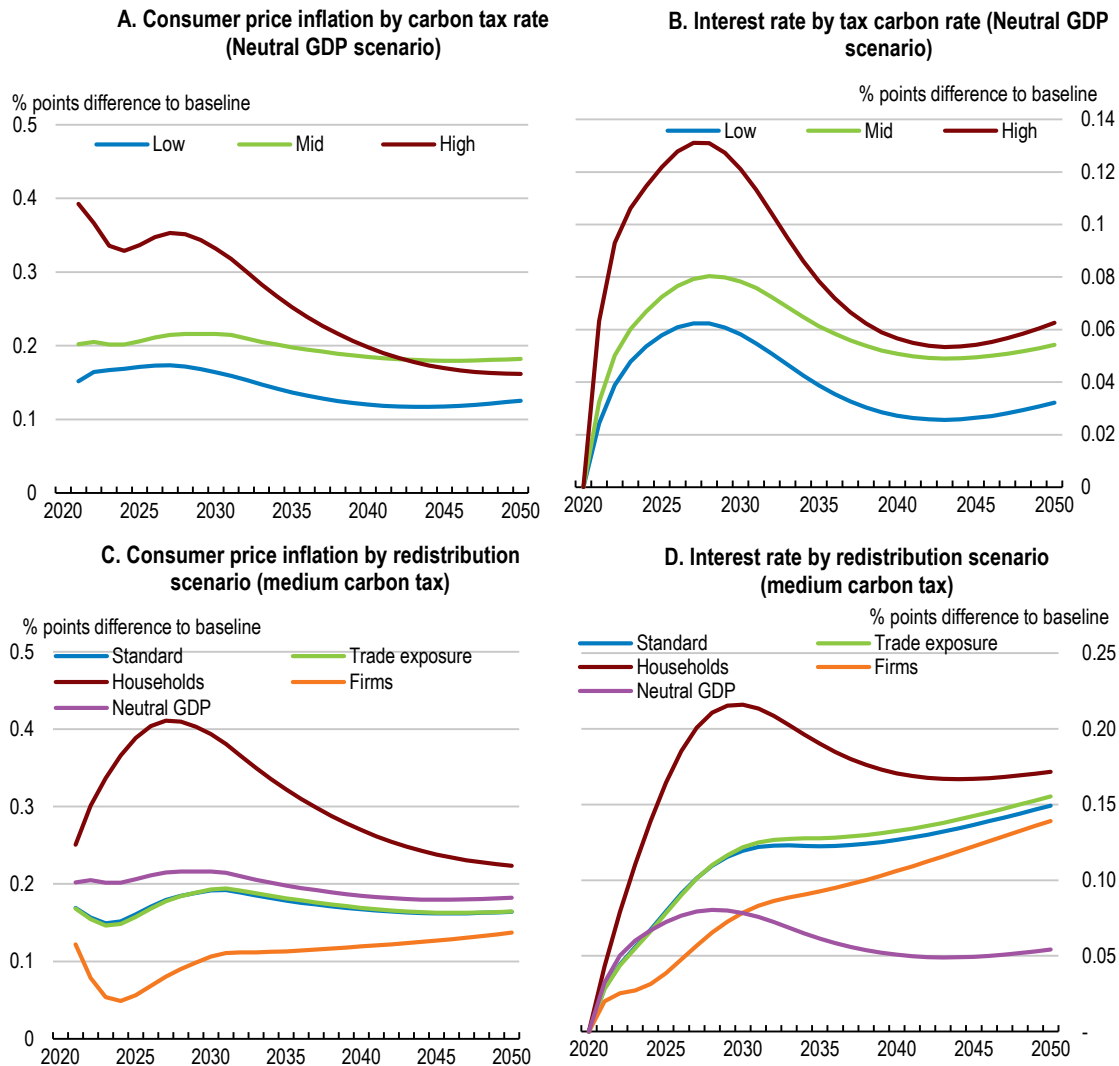 A. Consumer price inflation by carbon tax rate
(Neutral GDP scenario)
% points difference to baseline
0.5
Low Mid High
0.4
0.3
0.2
0.1
0
2020 2025 2030 2035 2040 2045 2050
B. Interest rate by tax carbon rate (Neutral GDP
scenario)
% points difference to baseline
0.14
Low Mid High
0.12
0.1
0.08
0.06
0.04
0.02
0
2020 2025 2030 2035 2040 2045 2050
C. Consumer price inflation by redistribution
scenario (medium carbon tax)
% points difference to baseline
0.5
Standard Trade exposure
Households Firms
Neutral GDP
0.4
0.3
0.2
0.1
0
2020 2025 2030 2035 2040 2045 2050
D. Interest rate by redistribution scenario
(medium carbon tax)
% points difference to baseline
Standard Trade exposure
0.25
Households Firms
Neutral GDP
0.20
0.15
0.10
0.05
-
2020 2025 2030 2035 2040 2045 2050